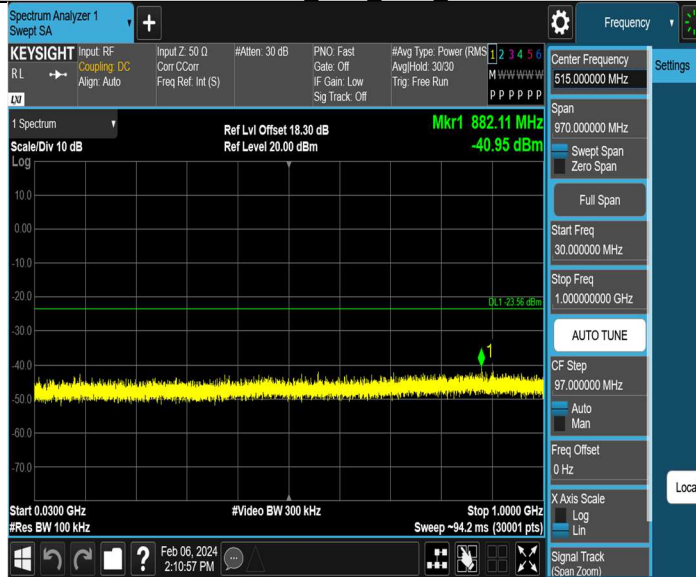 Spectrum Analyzer 1
Swept SA
Frequency
KEYSIGHT
RL
LXI
Input: RF
Coupling: DC
Align: Auto
Input Z: 50 Ω
Corr CCorr
Freq Ref: Int (S)
#Atten: 30 dB
PNO: Fast
Gate: Off
IF Gain: Low
Sig Track: Off
#Avg Type: Power (RMS
Avg|Hold: 30/30
Trig: Free Run
1 2 3 4 5 6
M W W W W W
P P P P P P
1 Spectrum
Scale/Div 10 dB
Log
Ref Lvl Offset 18.30 dB
Ref Level 20.00 dBm
Mkr1 882.11 MHz
-40.95 dBm
10.0
0.00
-10.0
-20.0
DL1 -23.56 dBm
-30.0
1
-40.0
-50.0
-60.0
-70.0
Start 0.0300 GHz
#Res BW 100 kHz
#Video BW 300 kHz
Stop 1.0000 GHz
Sweep ~94.2 ms (30001 pts)
?
Feb 06, 2024
2:10:57 PM
Center Frequency
515.000000 MHz
Settings
Span
970.000000 MHz
Swept Span
Zero Span
Full Span
Start Freq
30.000000 MHz
Stop Freq
1.000000000 GHz
AUTO TUNE
CF Step
97.000000 MHz
Auto
Man
Freq Offset
0 Hz
X Axis Scale
Log
Lin
Loca
Signal Track
(Span Zoom)